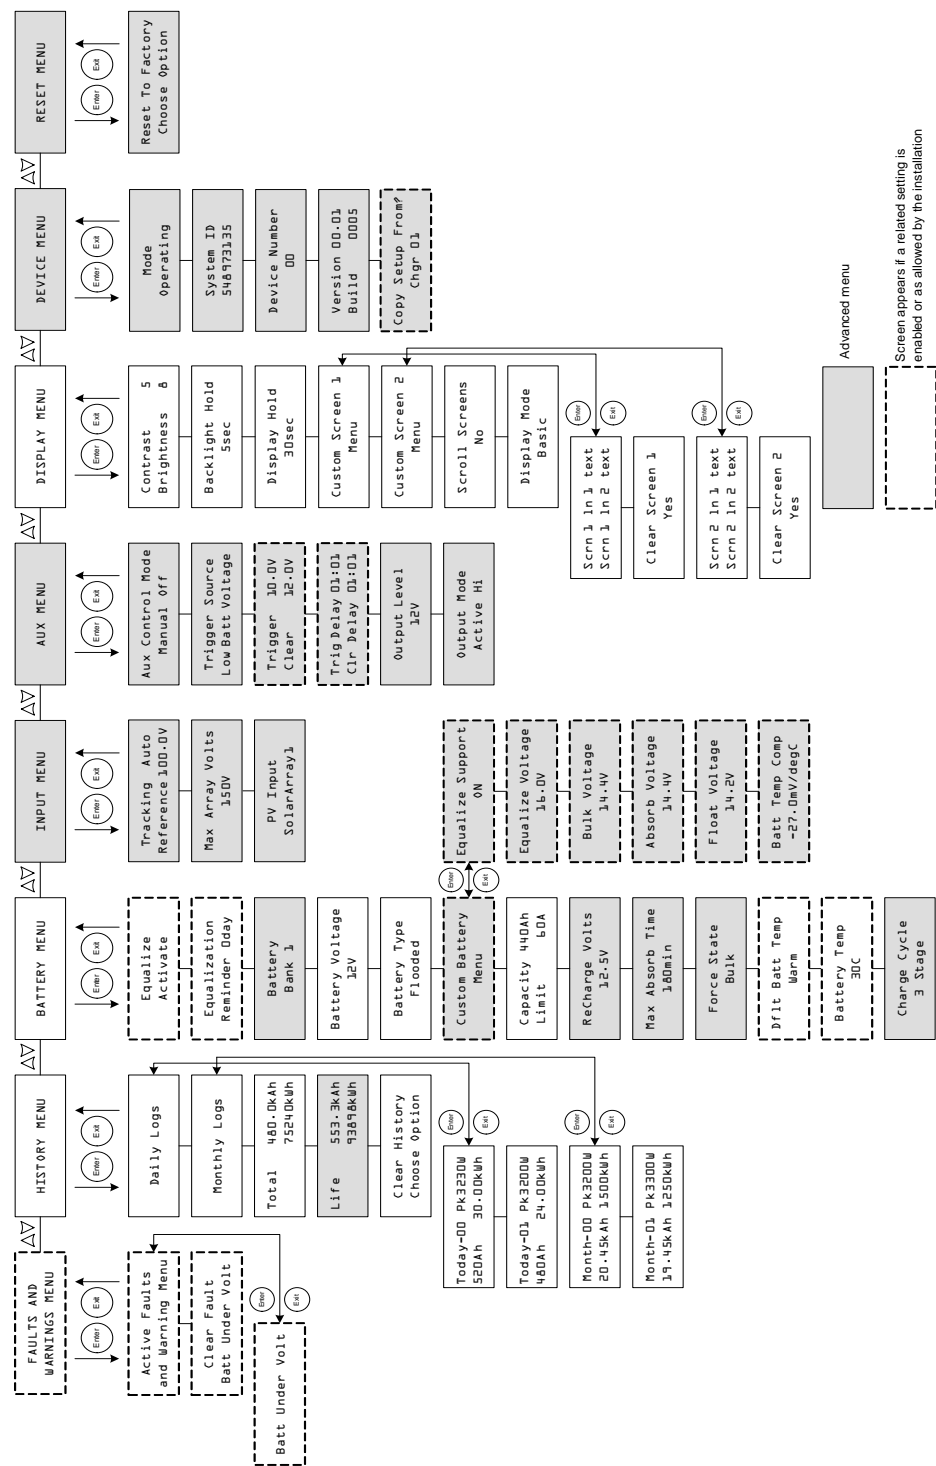 FAULTS AND
WARNINGS MENU
Enter
Exit
Active Faults
and Warning Menu
Clear Fault
Batt Under Volt
Enter
Exit
Batt Under Volt
HISTORY MENU
Enter
Exit
Daily Logs
Monthly Logs
Total 480.0kAh
75240kWh
Life 553.3kAh
93898kWh
Clear History
Choose Option
Enter
Exit
Today-00 Pk3230W
520Ah 30.00kWh
Today-01 Pk3200W
480Ah 24.00kWh
Enter
Exit
Month-00 Pk3200W
20.45kAh 1500kWh
Month-01 Pk3300W
19.45kAh 1250kWh
BATTERY MENU
Enter
Exit
Equalize
Activate
Equalization
Reminder 0day
Battery
Bank 1
Battery Voltage
12V
Battery Type
Flooded
Custom Battery
Menu
Capacity 440Ah
Limit 60A
ReCharge Volts
12.5V
Max Absorb Time
180min
Force State
Bulk
Dflt Batt Temp
Warm
Battery Temp
30C
Charge Cycle
3 Stage
Enter
Exit
Equalize Support
ON
Equalize Voltage
16.0V
Bulk Voltage
14.4V
Absorb Voltage
14.4V
Float Voltage
14.2V
Batt Temp Comp
-27.0mV/degC
INPUT MENU
Enter
Exit
Tracking Auto
Reference100.0V
Max Array Volts
150V
PV Input
SolarArray1
AUX MENU
Enter
Exit
Aux Control Mode
Manual Off
Trigger Source
Low Batt Voltage
Trigger 10.0V
Clear 12.0V
Trig Delay 01:01
Clr Delay 01:01
Output Level
12V
Output Mode
Active Hi
DISPLAY MENU
Enter
Exit
Contrast 5
Brightness 8
Backlight Hold
5sec
Display Hold
30sec
Custom Screen 1
Menu
Custom Screen 2
Menu
Scroll Screens
No
Display Mode
Basic
Enter
Exit
Scrn 1 ln 1 text
Scrn 1 ln 2 text
Clear Screen 1
Yes
Enter
Exit
Scrn 2 ln 1 text
Scrn 2 ln 2 text
Clear Screen 2
Yes
DEVICE MENU
Enter
Exit
Mode
Operating
System ID
548973135
Device Number
00
Version 00.01
Build 0005
Copy Setup From?
Chgr 01
RESET MENU
Enter
Exit
Reset To Factory
Choose Option
Advanced menu
Screen appears if a related setting is
enabled or as allowed by the installation